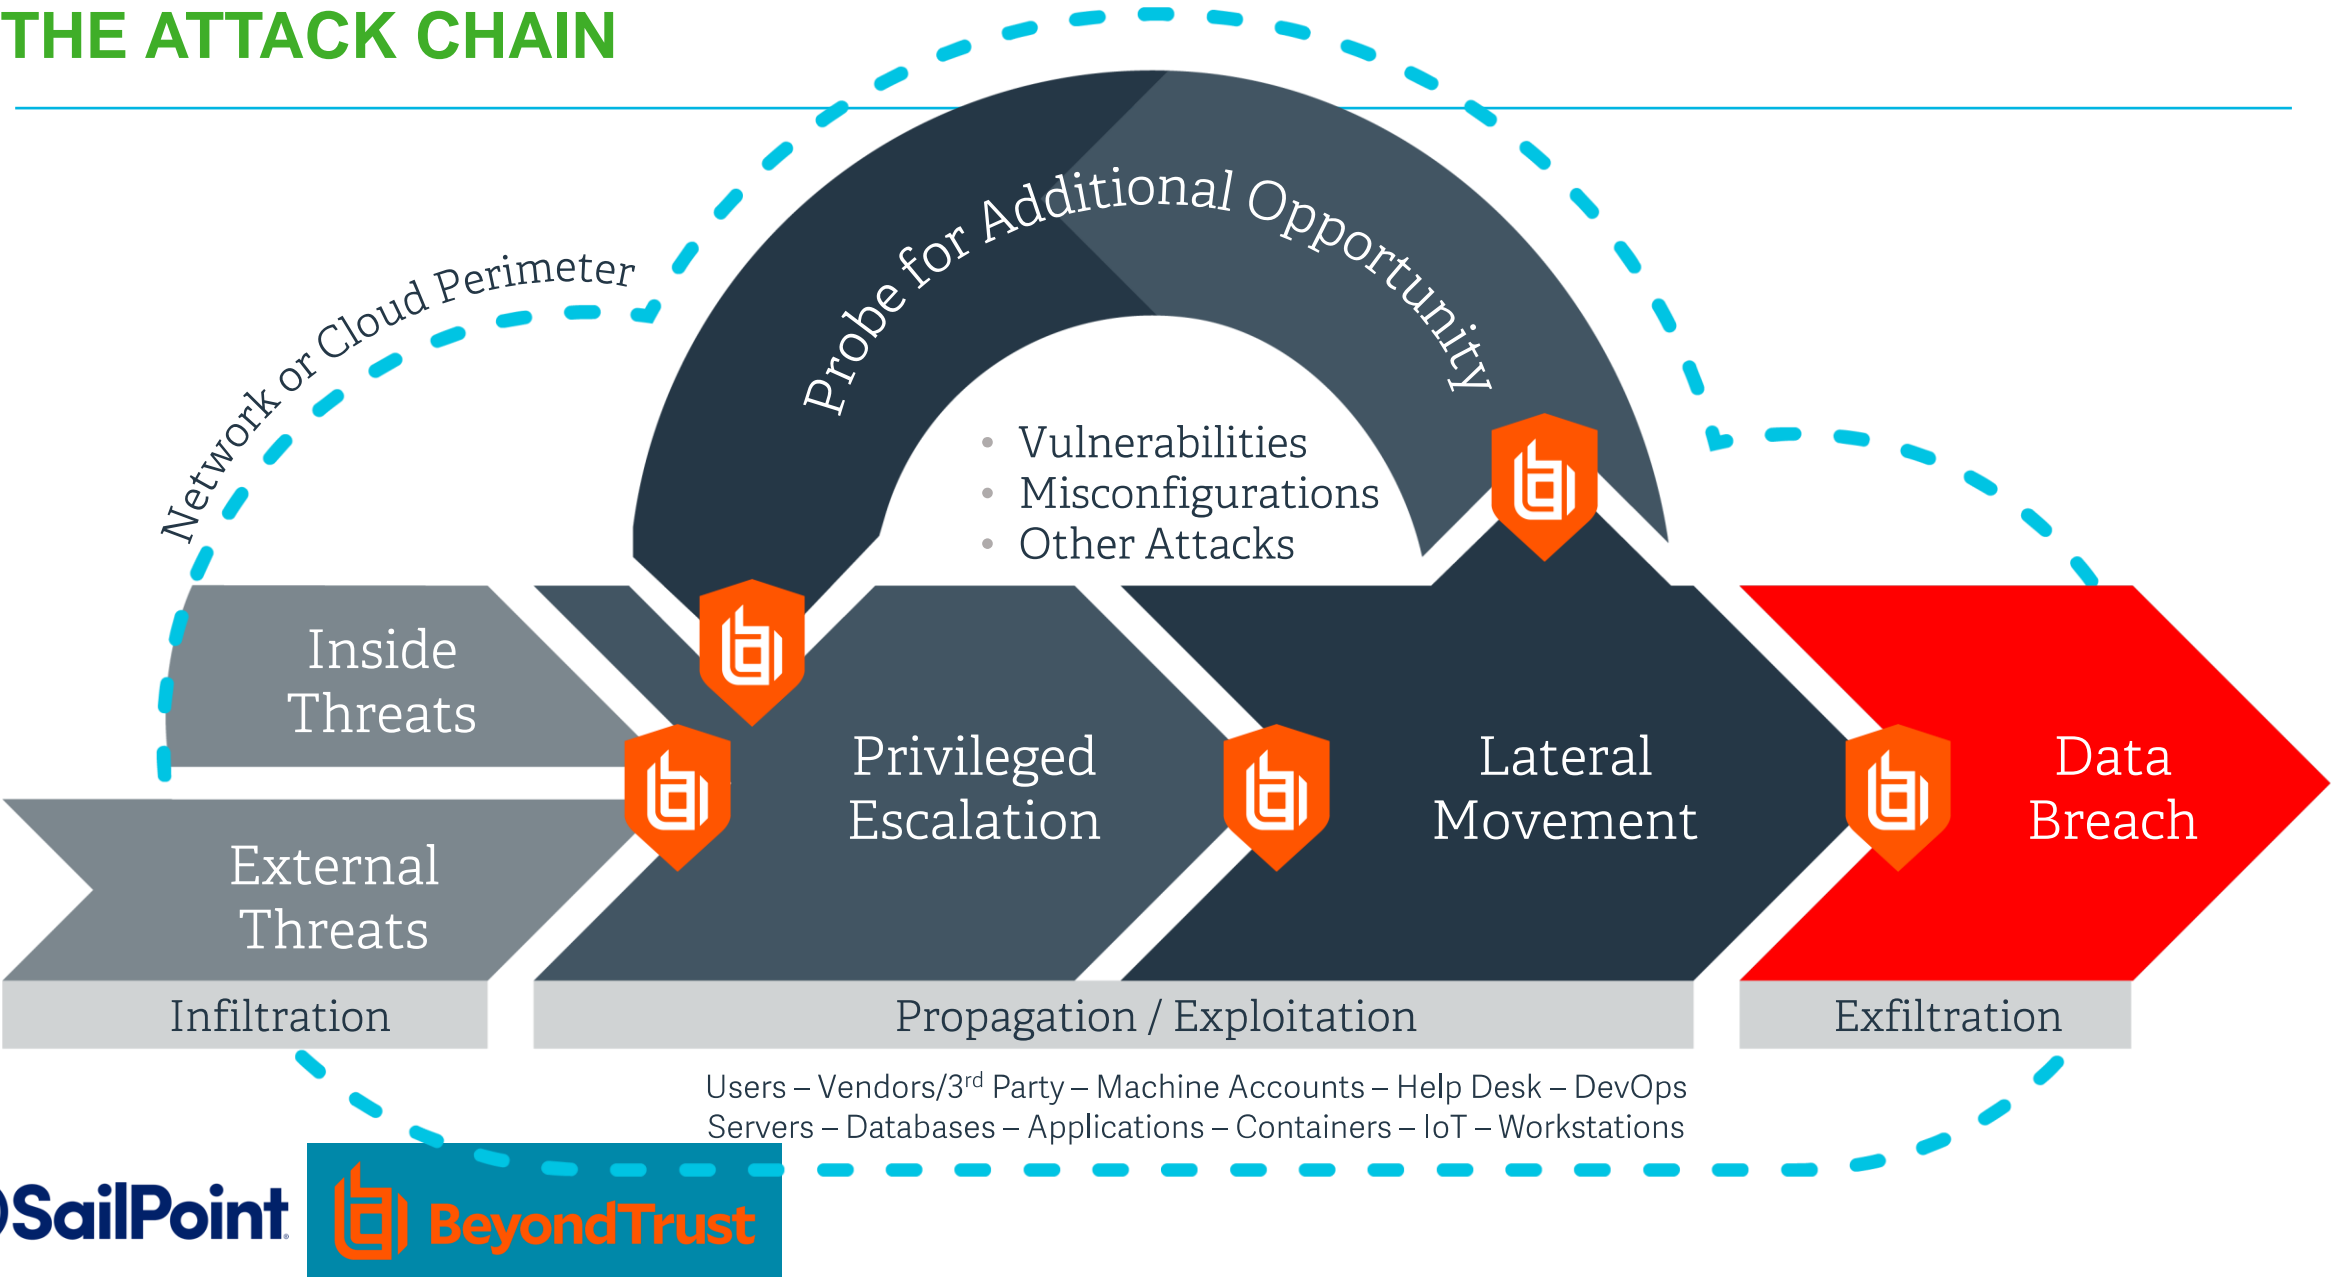 THE ATTACK CHAIN
Network or Cloud Perimeter
Probe for Additional Opportunity
• Vulnerabilities
• Misconfigurations
• Other Attacks
Inside
Threats
External
Threats
Privileged
Escalation
Lateral
Movement
Data
Breach
Infiltration
Propagation / Exploitation
Exfiltration
Users – Vendors/3rd Party – Machine Accounts – Help Desk – DevOps
Servers – Databases – Applications – Containers – IoT – Workstations
SailPoint
BeyondTrust